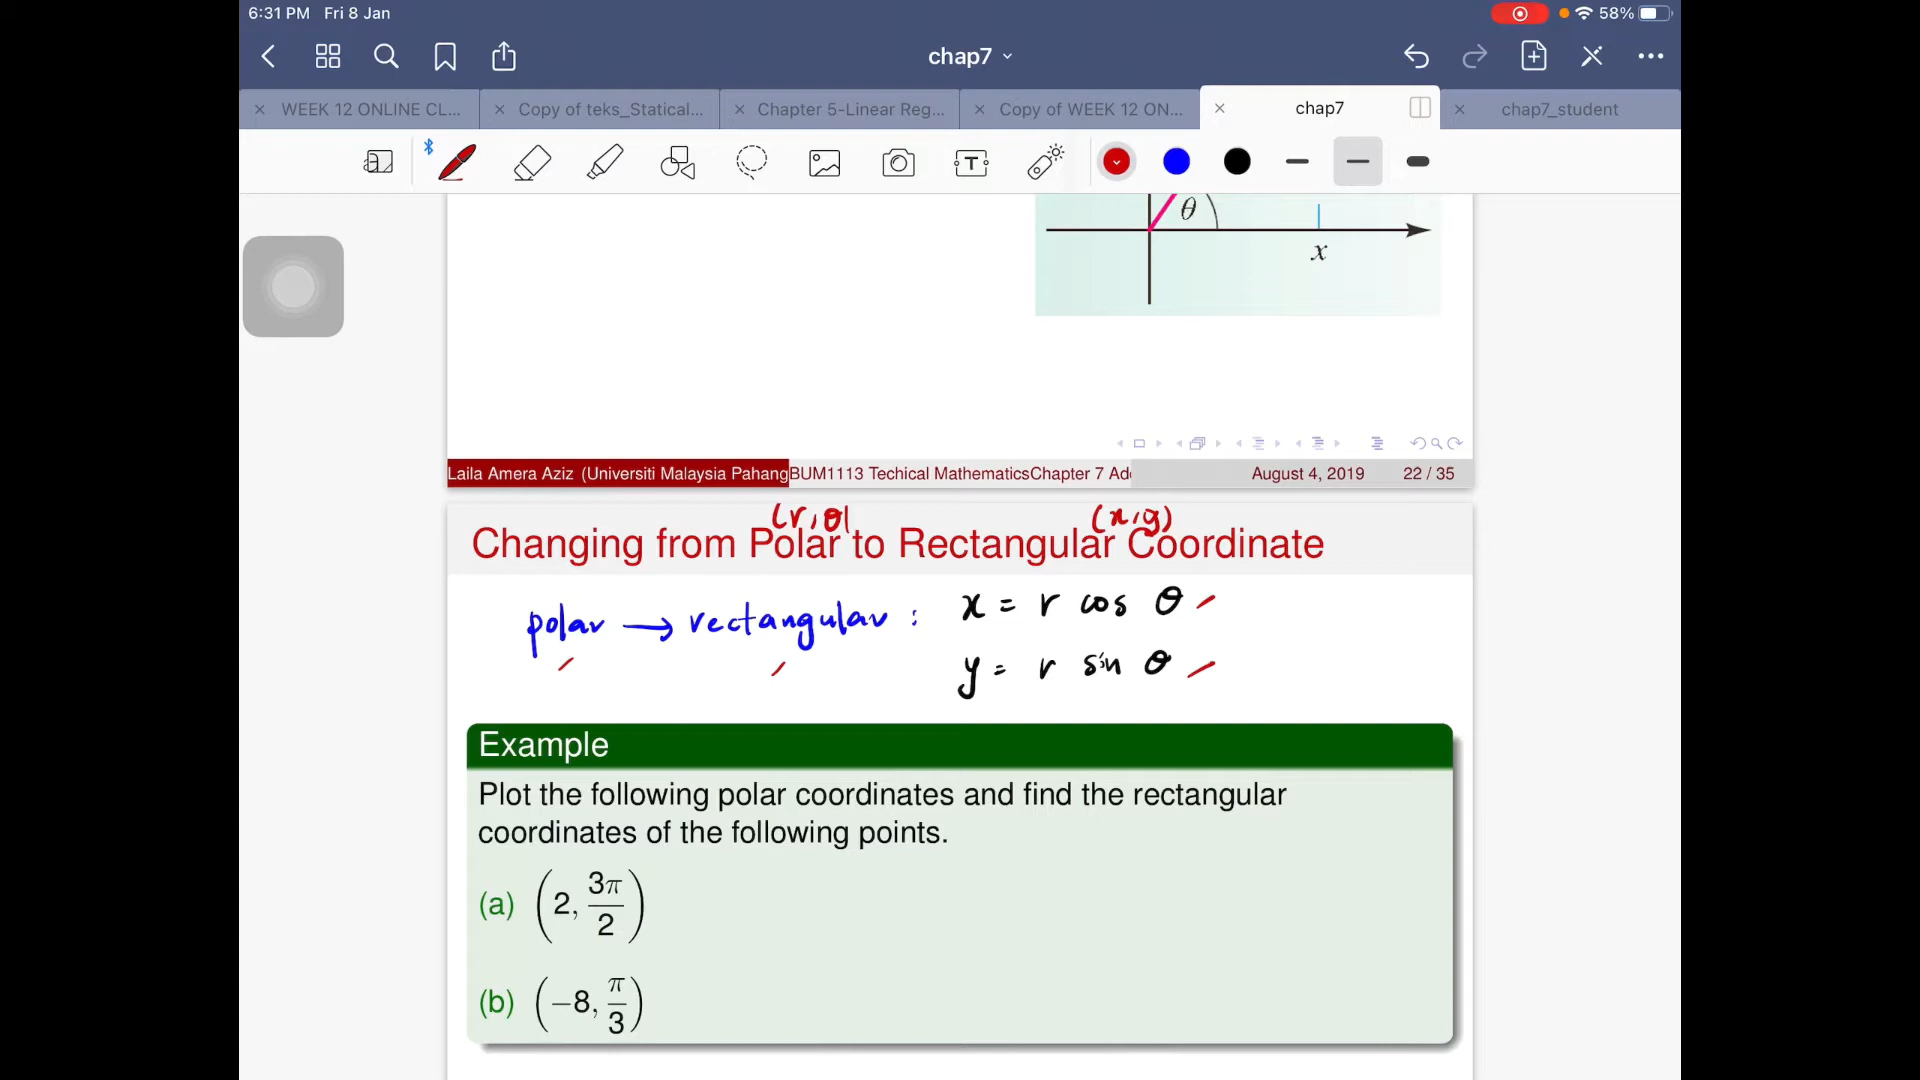 6:31 PM Fri 8 Jan 58%
chap7
WEEK 12 ONLINE CL...
Copy of teks_Statical...
Chapter 5-Linear Reg...
Copy of WEEK 12 ON...
chap7
chap7_student
θ
x
Laila Amera Aziz (Universiti Malaysia Pahang BUM1113 Techical MathematicsChapter 7 Ad August 4, 2019 22 / 35
(r, θ) (x, y)
Changing from Polar to Rectangular Coordinate
polar → rectangular : x = r cos θ
y = r sin θ
Example
Plot the following polar coordinates and find the rectangular
coordinates of the following points.
(a) (2, 3π/2)
(b) (−8, π/3)